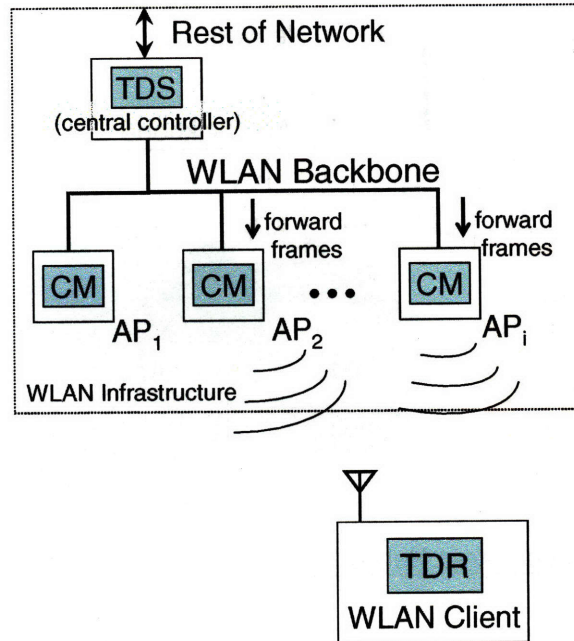 Rest of Network
TDS
(central controller)
WLAN Backbone
forward
frames
forward
frames
CM
CM
CM
AP1
AP2
APi
WLAN Infrastructure
TDR
WLAN Client